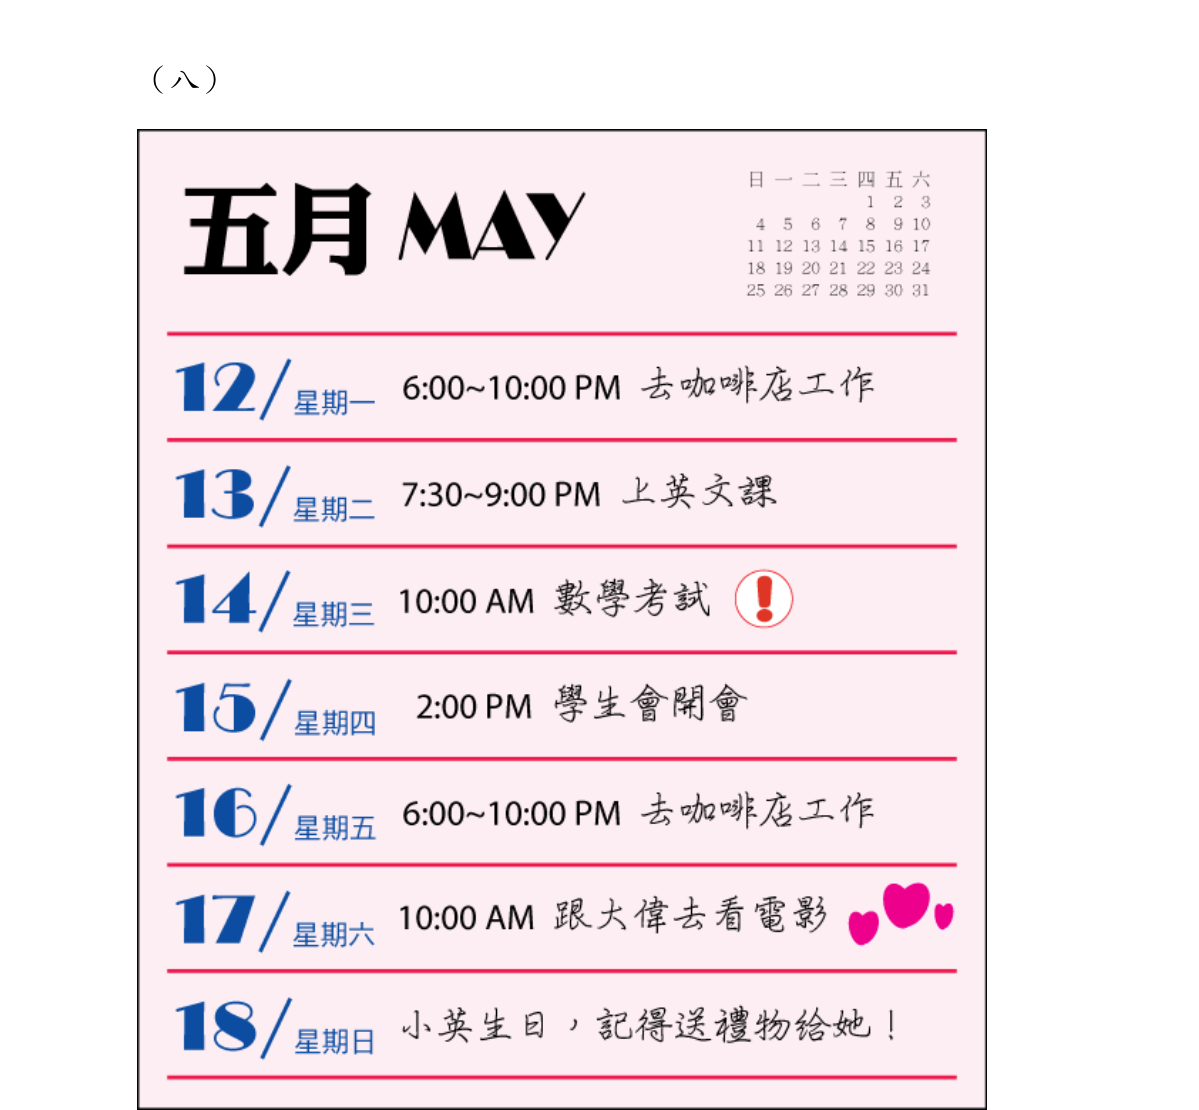 （八）
五月 MAY
日 一 二 三 四 五 六
1 2 3
4 5 6 7 8 9 10
11 12 13 14 15 16 17
18 19 20 21 22 23 24
25 26 27 28 29 30 31
12/星期一 6:00~10:00 PM 去咖啡店工作
13/星期二 7:30~9:00 PM 上英文課
14/星期三 10:00 AM 數學考試 !
15/星期四 2:00 PM 學生會開會
16/星期五 6:00~10:00 PM 去咖啡店工作
17/星期六 10:00 AM 跟大偉去看電影
18/星期日 小英生日，記得送禮物给她！